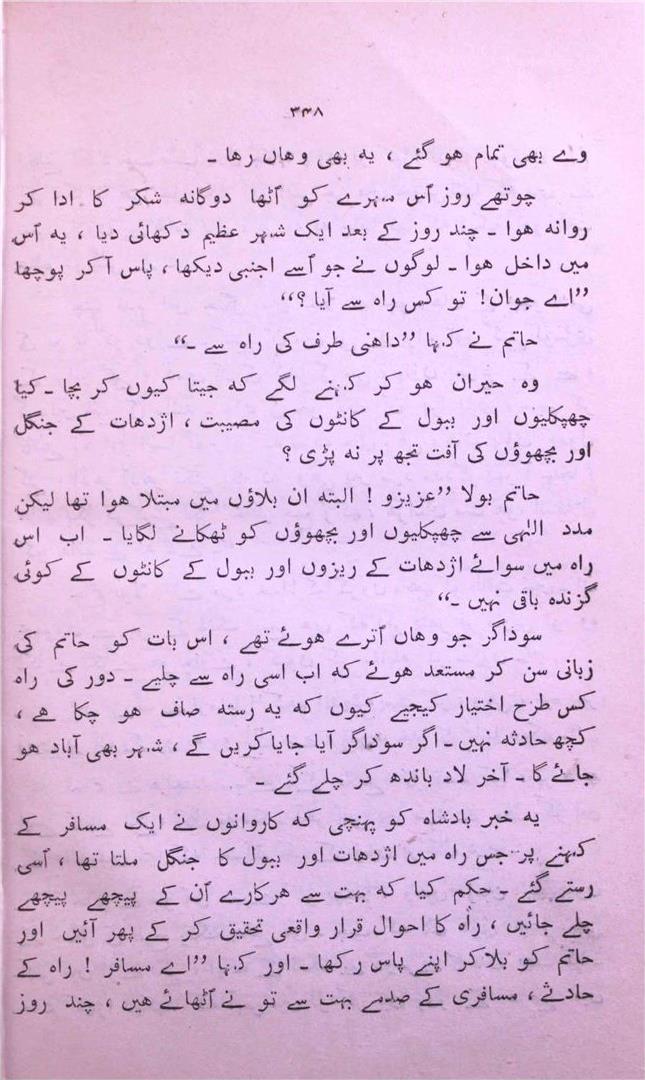 ۳۴۸
وے بھی تمام ہو گئے ، یہ بھی وہاں رہا ۔
چوتھے روز اُس سہرے کو اُٹھا دوگانہ شکر کا ادا کر
روانہ ہوا ۔ چند روز کے بعد ایک شہر عظیم دکھائی دیا ، یہ اُس
میں داخل ہوا ۔ لوگوں نے جو اُسے اجنبی دیکھا ، پاس آ کر پوچھا
”اے جوان! تو کس راہ سے آیا ؟“
حاتم نے کہا ”داہنی طرف کی راہ سے ۔“
وہ حیران ہو کر کہنے لگے کہ جیتا کیوں کر بچا ۔ کیا
چھپکلیوں اور ببول کے کانٹوں کی مصیبت ، اژدھات کے جنگل
اور بچھوؤں کی آفت تجھ پر نہ پڑی ؟
حاتم بولا ”عزیزو ! البتہ ان بلاؤں میں مبتلا ہوا تھا لیکن
مدد الٰہی سے چھپکلیوں اور بچھوؤں کو ٹھکانے لگایا ۔ اب اس
راہ میں سوائے اژدھات کے ریزوں اور ببول کے کانٹوں کے کوئی
گزندہ باقی نہیں ۔“
سوداگر جو وہاں اُترے ہوئے تھے ، اس بات کو حاتم کی
زبانی سن کر مستعد ہوئے کہ اب اسی راہ سے چلیے ۔ دور کی راہ
کس طرح اختیار کیجیے کیوں کہ یہ رستہ صاف ہو چکا ہے ،
کچھ حادثہ نہیں ۔ اگر سوداگر آیا جایا کریں گے ، شہر بھی آباد ہو
جائے گا ۔ آخر لاد باندھ کر چلے گئے ۔
یہ خبر بادشاہ کو پہنچی کہ کاروانوں نے ایک مسافر کے
کہنے پر جس راہ میں اژدھات اور ببول کا جنگل ملتا تھا ، اُسی
رستے گئے ۔ حکم کیا کہ بہت سے ہرکارے اُن کے پیچھے پیچھے
چلے جائیں ، راہ کا احوال قرار واقعی تحقیق کر کے پھر آئیں اور
حاتم کو بلاکر اپنے پاس رکھا ۔ اور کہا ”اے مسافر ! راہ کے
حادثے ، مسافری کے صدمے بہت سے تو نے اُٹھائے ہیں ، چند روز